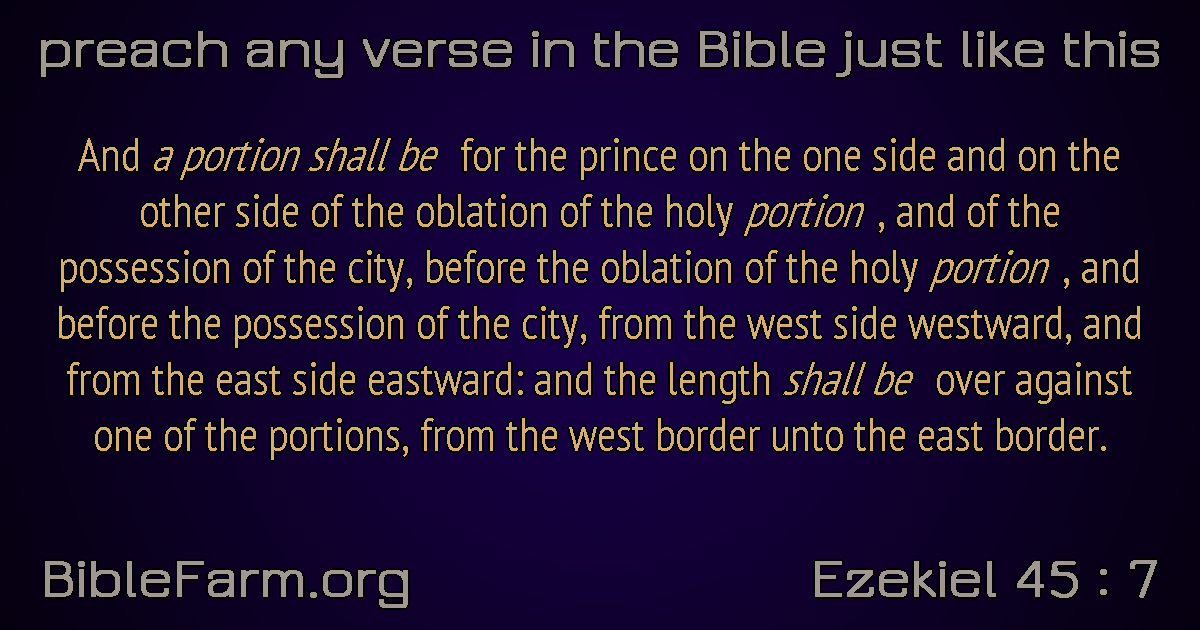 preach any verse in the Bible just like this
And a portion shall be for the prince on the one side and on the
other side of the oblation of the holy portion , and of the
possession of the city, before the oblation of the holy portion , and
before the possession of the city, from the west side westward, and
from the east side eastward: and the length shall be over against
one of the portions, from the west border unto the east border.
BibleFarm.org
Ezekiel 45 : 7